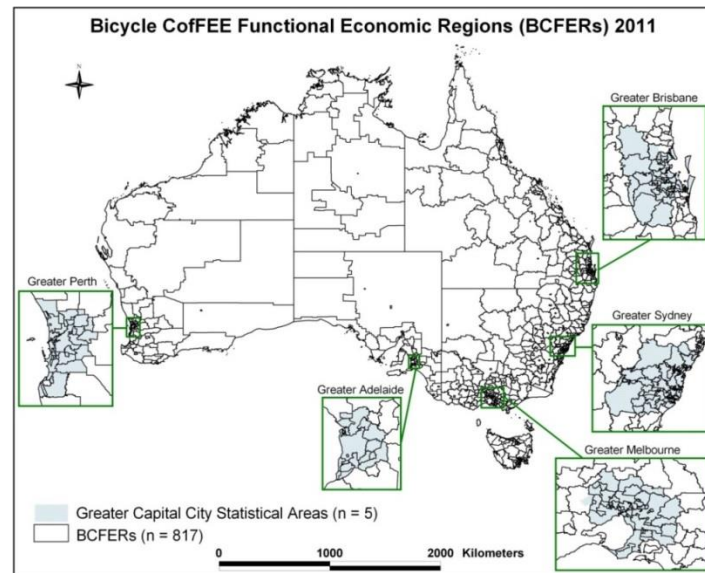 Bicycle CofFEE Functional Economic Regions (BCFERs) 2011
Greater Brisbane
Greater Perth
Greater Sydney
Greater Adelaide
Greater Melbourne
Greater Capital City Statistical Areas (n = 5)
BCFERs (n = 817)
0 1000 2000 Kilometers